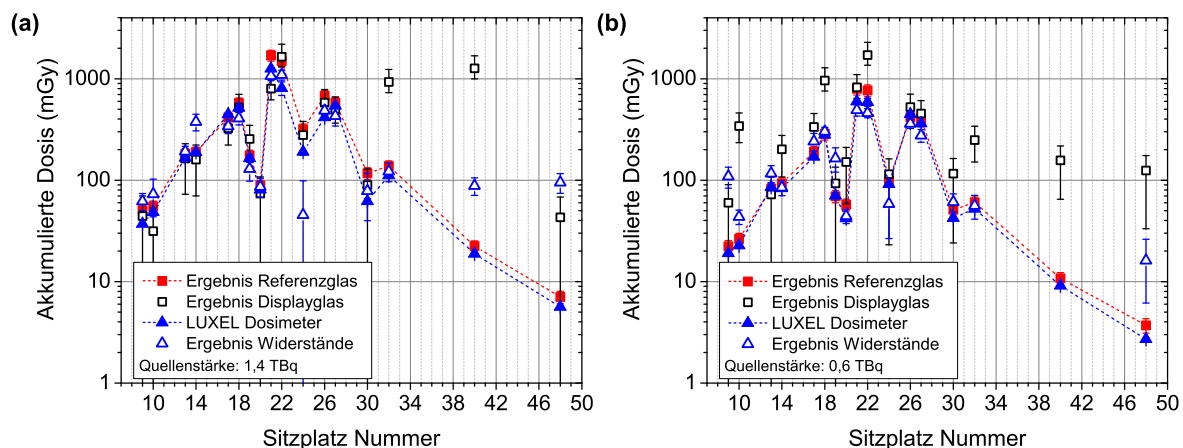 (a)
Akkumulierte Dosis (mGy)
1000
100
10
1
Ergebnis Referenzglas
Ergebnis Displayglas
LUXEL Dosimeter
Ergebnis Widerstände
Quellenstärke: 1,4 TBq
10 14 18 22 26 30 34 38 42 46 50
Sitzplatz Nummer
(b)
Akkumulierte Dosis (mGy)
1000
100
10
1
Ergebnis Referenzglas
Ergebnis Displayglas
LUXEL Dosimeter
Ergebnis Widerstände
Quellenstärke: 0,6 TBq
10 14 18 22 26 30 34 38 42 46 50
Sitzplatz Nummer